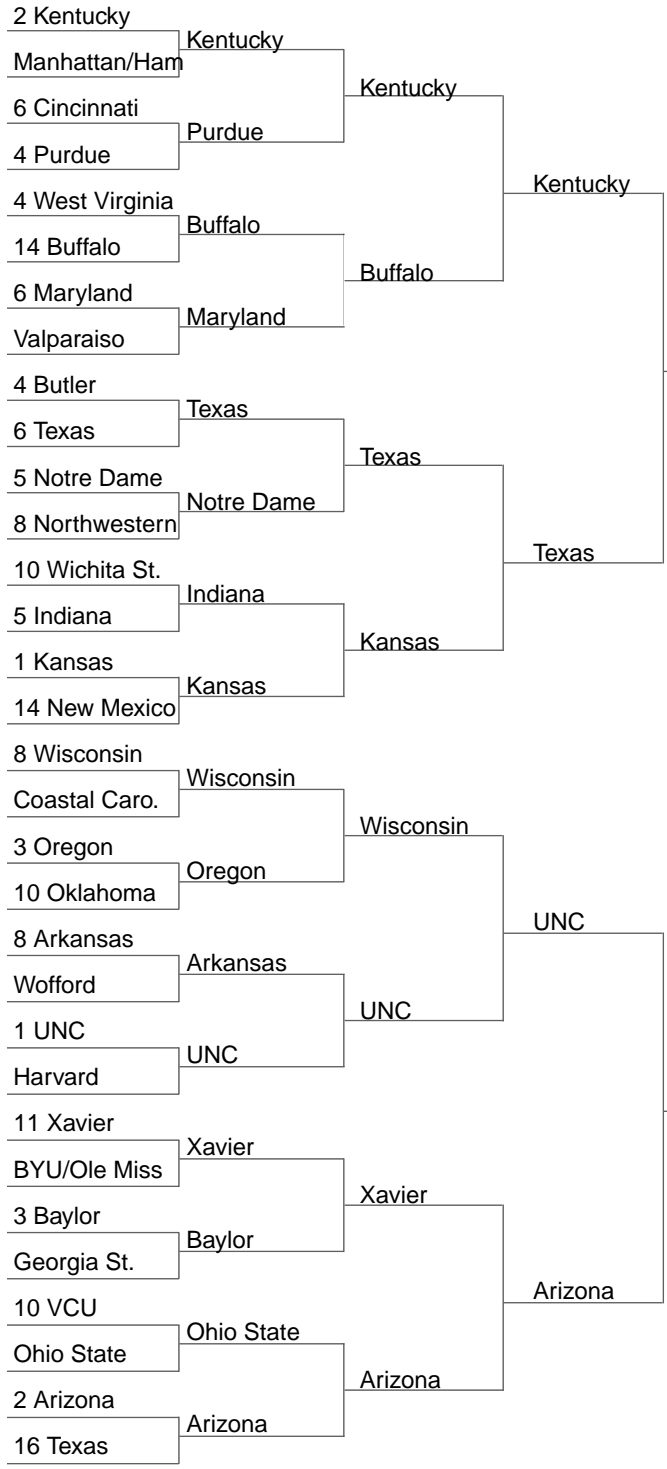 2 Kentucky
Manhattan/Ham
6 Cincinnati
4 Purdue
4 West Virginia
14 Buffalo
6 Maryland
Valparaiso
4 Butler
6 Texas
5 Notre Dame
8 Northwestern
10 Wichita St.
5 Indiana
1 Kansas
14 New Mexico
8 Wisconsin
Coastal Caro.
3 Oregon
10 Oklahoma
8 Arkansas
Wofford
1 UNC
Harvard
11 Xavier
BYU/Ole Miss
3 Baylor
Georgia St.
10 VCU
Ohio State
2 Arizona
16 Texas
Kentucky
Purdue
Buffalo
Maryland
Texas
Notre Dame
Indiana
Kansas
Wisconsin
Oregon
Arkansas
UNC
Xavier
Baylor
Ohio State
Arizona
Kentucky
Buffalo
Texas
Kansas
Wisconsin
UNC
Xavier
Arizona
Kentucky
Texas
UNC
Arizona